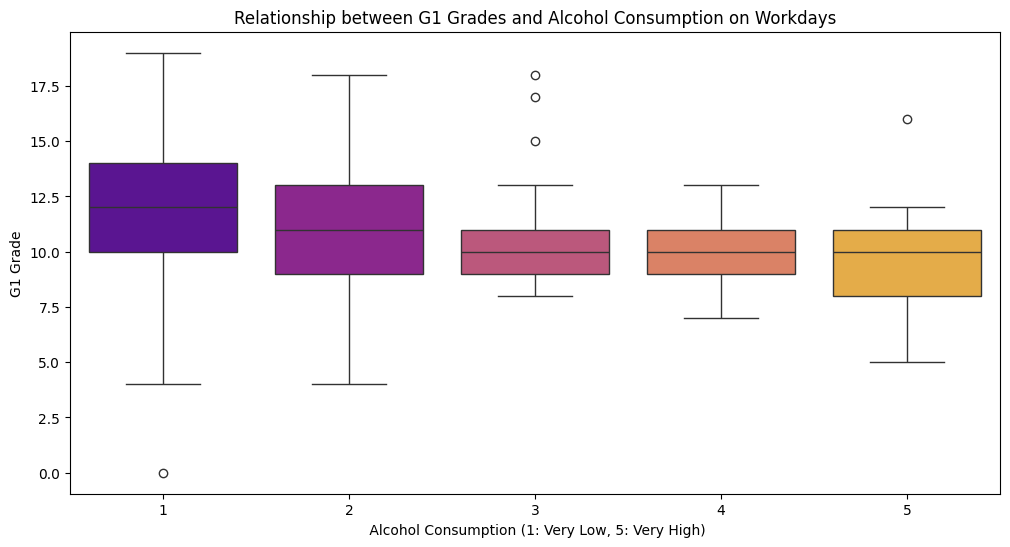 Relationship between G1 Grades and Alcohol Consumption on Workdays
G1 Grade
17.5
15.0
12.5
10.0
7.5
5.0
2.5
0.0
1 2 3 4 5
Alcohol Consumption (1: Very Low, 5: Very High)